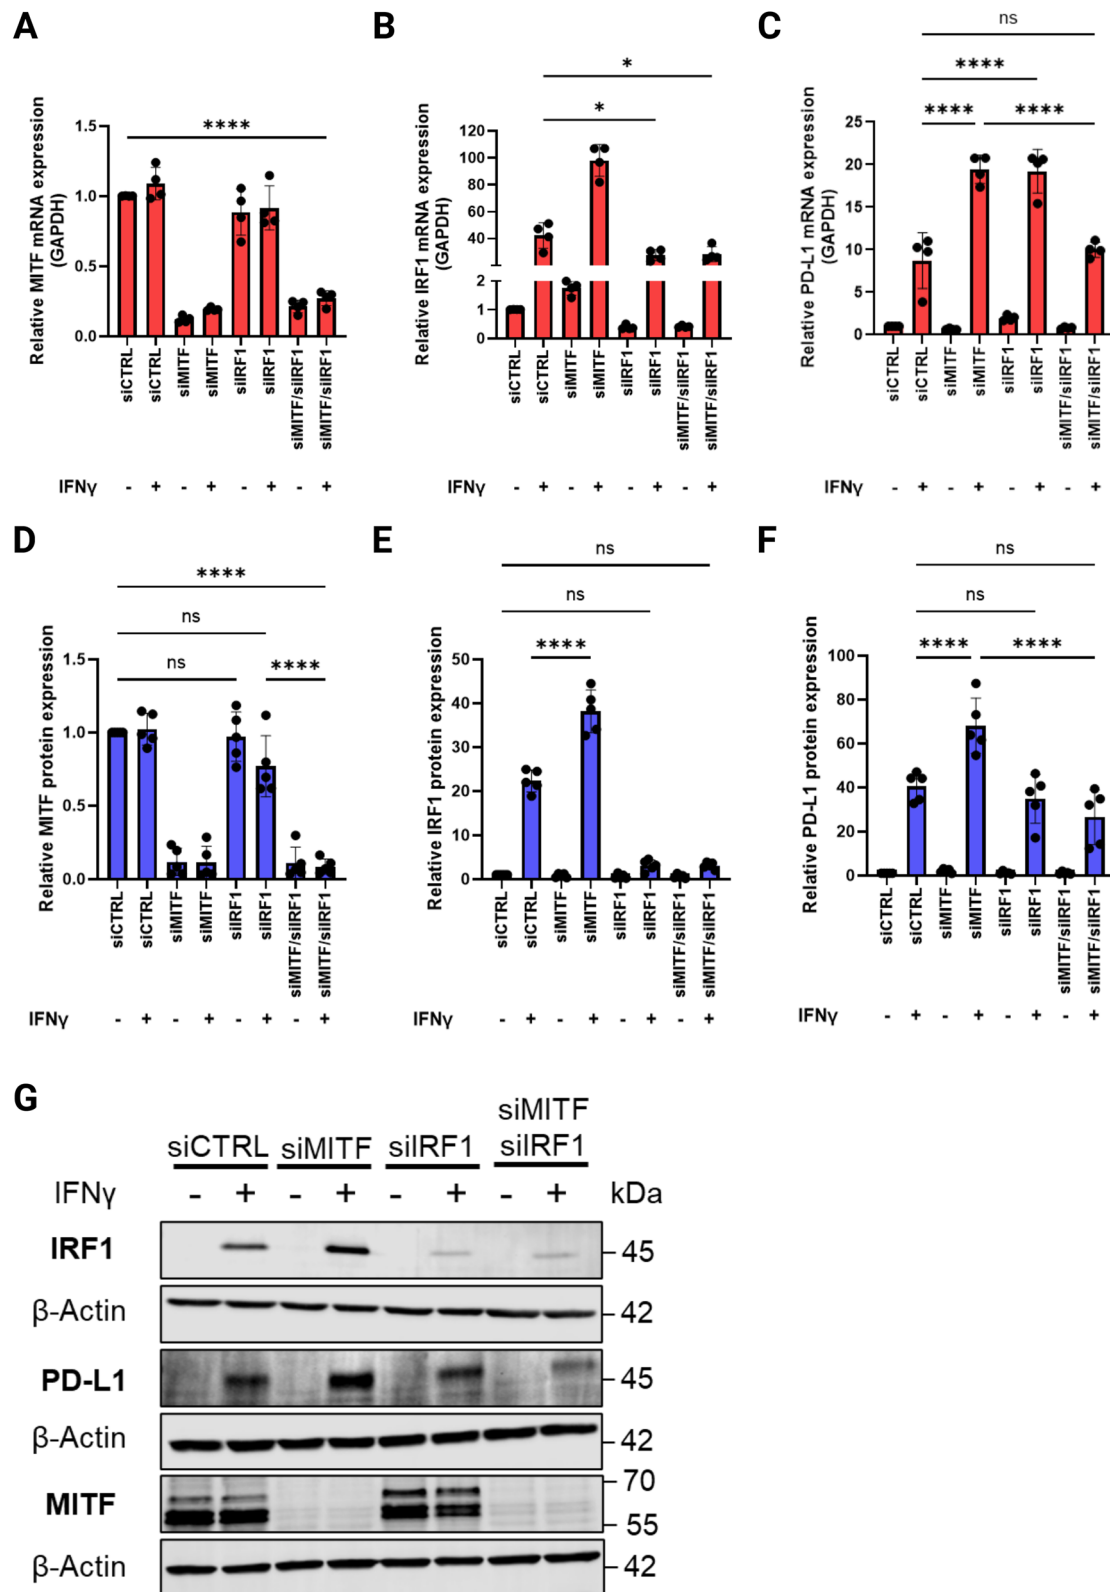 A
B
C
ns
****
****
****
****
*
*
Relative MITF mRNA expression
(GAPDH)
1.5
1.0
0.5
0.0
siCTRL
siCTRL
siMITF
siMITF
siIRF1
siIRF1
siMITF/siIRF1
siMITF/siIRF1
IFNγ - + - + - + - +
Relative IRF1 mRNA expression
(GAPDH)
120
100
80
60
40
2
1
0
siCTRL
siCTRL
siMITF
siMITF
siIRF1
siIRF1
siMITF/siIRF1
siMITF/siIRF1
- + - + - + - +
Relative PD-L1 mRNA expression
(GAPDH)
25
20
15
10
5
0
siCTRL
siCTRL
siMITF
siMITF
siIRF1
siIRF1
siMITF/siIRF1
siMITF/siIRF1
IFNγ - + - + - + - +
D
****
ns
ns
****
Relative MITF protein expression
1.5
1.0
0.5
0.0
siCTRL
siCTRL
siMITF
siMITF
siIRF1
siIRF1
siMITF/siIRF1
siMITF/siIRF1
IFNγ - + - + - + - +
E
ns
ns
****
Relative IRF1 protein expression
50
40
30
20
10
0
siCTRL
siCTRL
siMITF
siMITF
siIRF1
siIRF1
siMITF/siIRF1
siMITF/siIRF1
IFNγ - + - + - + - +
F
ns
ns
****
****
Relative PD-L1 protein expression
100
80
60
40
20
0
siCTRL
siCTRL
siMITF
siMITF
siIRF1
siIRF1
siMITF/siIRF1
siMITF/siIRF1
IFNγ - + - + - + - +
G
siCTRL siMITF siIRF1 siMITF
siIRF1
IFNγ - + - + - + - + kDa
IRF1 45
β-Actin 42
PD-L1 45
β-Actin 42
MITF 70
55
β-Actin 42